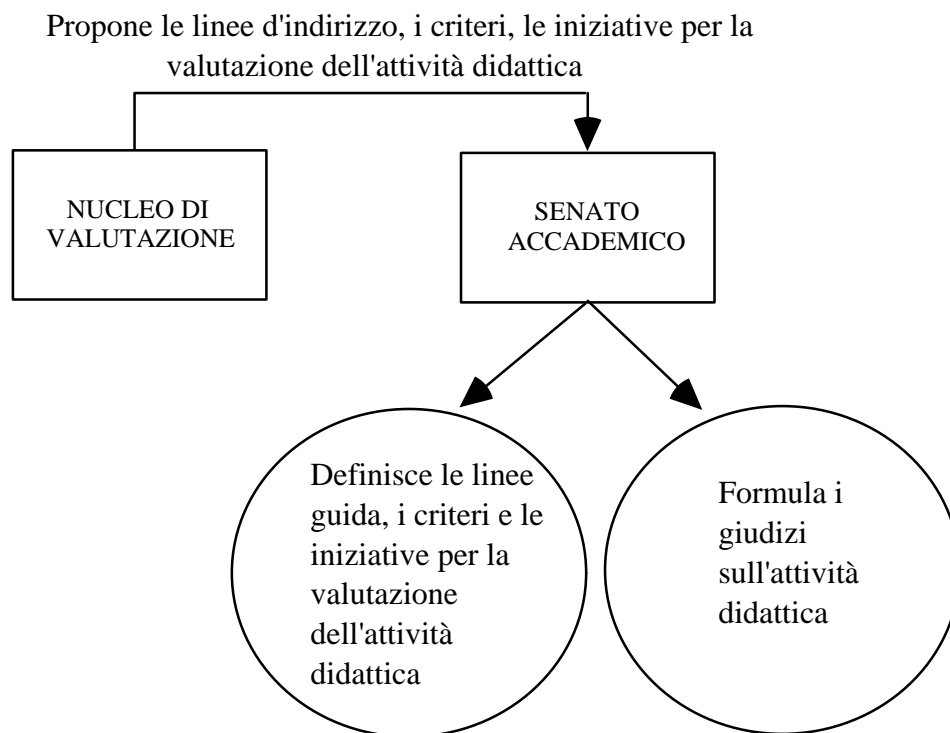 Propone le linee d'indirizzo, i criteri, le iniziative per la
valutazione dell'attività didattica
NUCLEO DI
VALUTAZIONE
SENATO
ACCADEMICO
Definisce le linee
guida, i criteri e le
iniziative per la
valutazione
dell'attività
didattica
Formula i
giudizi
sull'attività
didattica